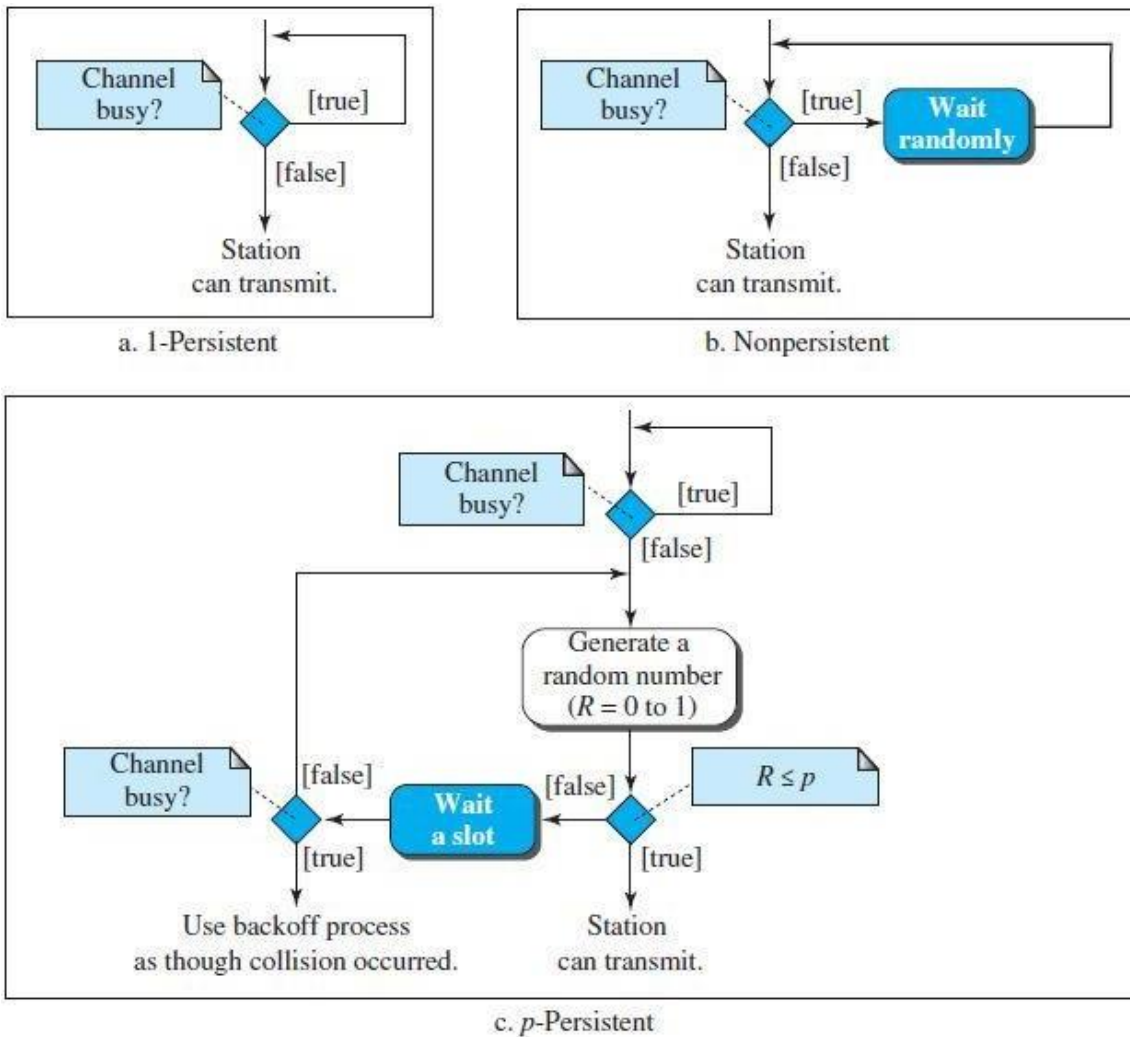 Channel
busy?
[true]
[false]
Station
can transmit.
a. 1-Persistent
Channel
busy?
[true]
Wait
randomly
[false]
Station
can transmit.
b. Nonpersistent
Channel
busy?
[true]
[false]
Generate a
random number
(R = 0 to 1)
Channel
busy?
[false]
Wait
a slot
[false]
R ≤ p
[true]
[true]
Use backoff process
as though collision occurred.
Station
can transmit.
c. p-Persistent